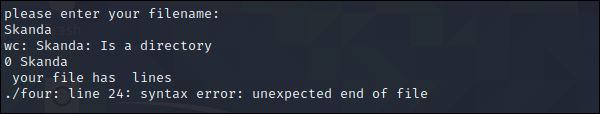 please enter your filename:
Skanda
wc: Skanda: Is a directory
0 Skanda
 your file has  lines
./four: line 24: syntax error: unexpected end of file